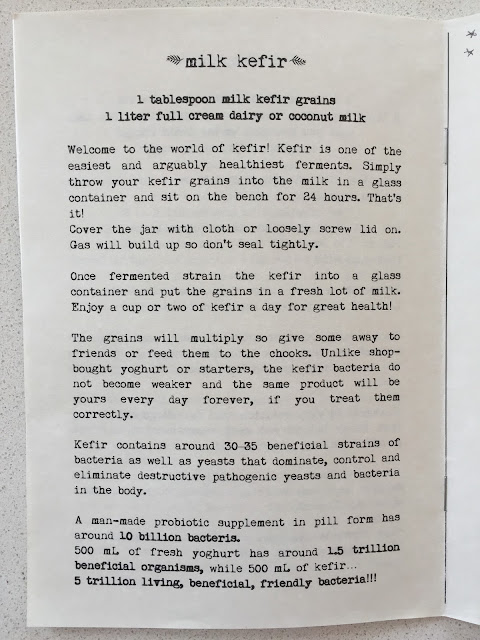 milk kefir
1 tablespoon milk kefir grains
1 liter full cream dairy or coconut milk
Welcome to the world of kefir! Kefir is one of the
easiest and arguably healthiest ferments. Simply
throw your kefir grains into the milk in a glass
container and sit on the bench for 24 hours. That's
it!
Cover the jar with cloth or loosely screw lid on.
Gas will build up so don't seal tightly.
Once fermented strain the kefir into a glass
container and put the grains in a fresh lot of milk.
Enjoy a cup or two of kefir a day for great health!
The grains will multiply so give some away to
friends or feed them to the chooks. Unlike shop-
bought yoghurt or starters, the kefir bacteria do
not become weaker and the same product will be
yours every day forever, if you treat them
correctly.
Kefir contains around 30-35 beneficial strains of
bacteria as well as yeasts that dominate, control and
eliminate destructive pathogenic yeasts and bacteria
in the body.
A man-made probiotic supplement in pill form has
around 10 billion bacteris.
500 mL of fresh yoghurt has around 1.5 trillion
beneficial organisms, while 500 mL of kefir...
5 trillion living, beneficial, friendly bacteria!!!